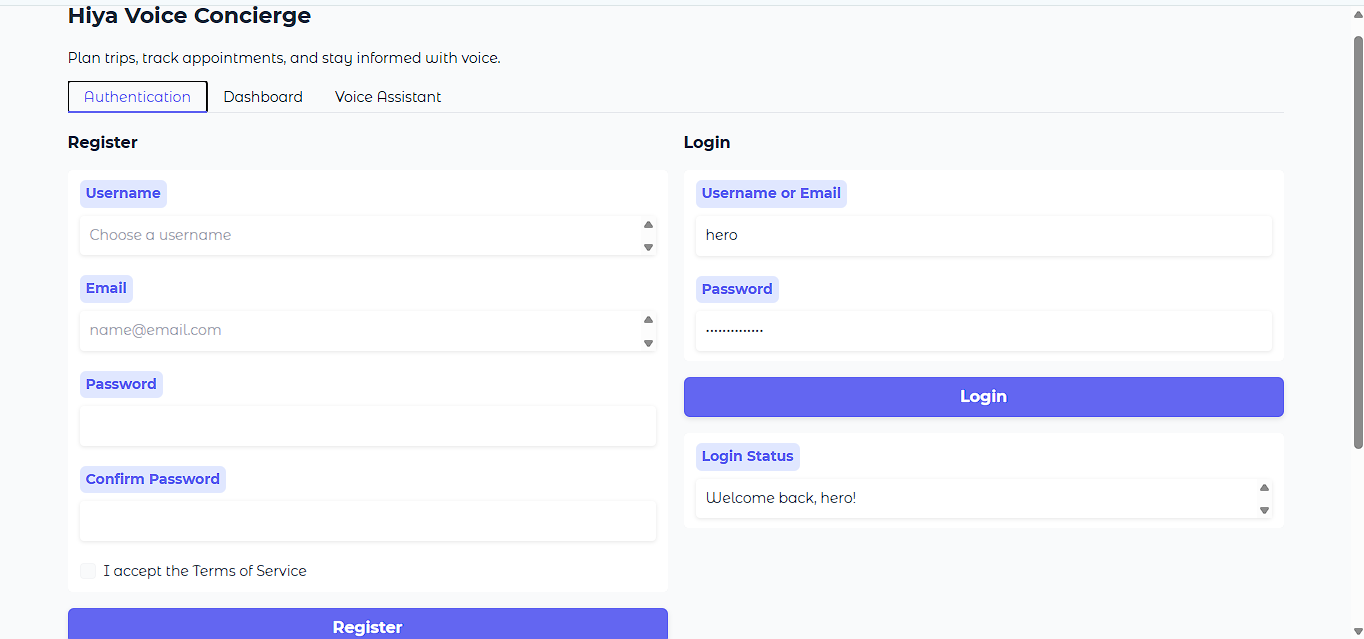 Hiya Voice Concierge
Plan trips, track appointments, and stay informed with voice.
Authentication Dashboard Voice Assistant
Register
Username
Choose a username
Email
name@email.com
Password
Confirm Password
I accept the Terms of Service
Register
Login
Username or Email
hero
Password
••••••••••••••
Login
Login Status
Welcome back, hero!